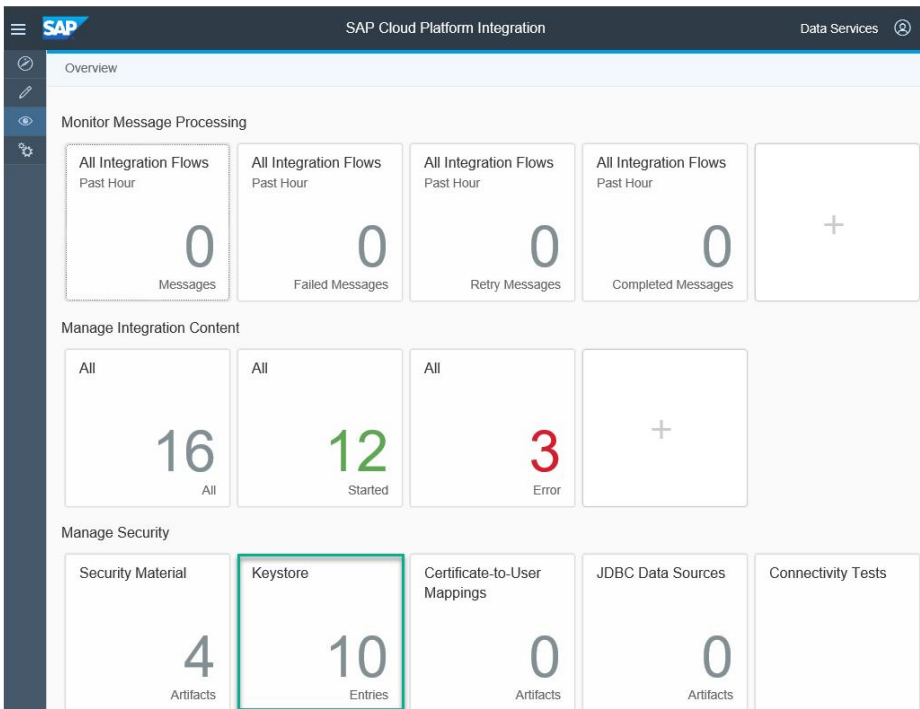 SAP
SAP Cloud Platform Integration
Data Services
Overview
Monitor Message Processing
All Integration Flows
Past Hour
0
Messages
All Integration Flows
Past Hour
0
Failed Messages
All Integration Flows
Past Hour
0
Retry Messages
All Integration Flows
Past Hour
0
Completed Messages
+
Manage Integration Content
All
16
All
All
12
Started
All
3
Error
+
Manage Security
Security Material
4
Artifacts
Keystore
10
Entries
Certificate-to-User
Mappings
0
Artifacts
JDBC Data Sources
0
Artifacts
Connectivity Tests